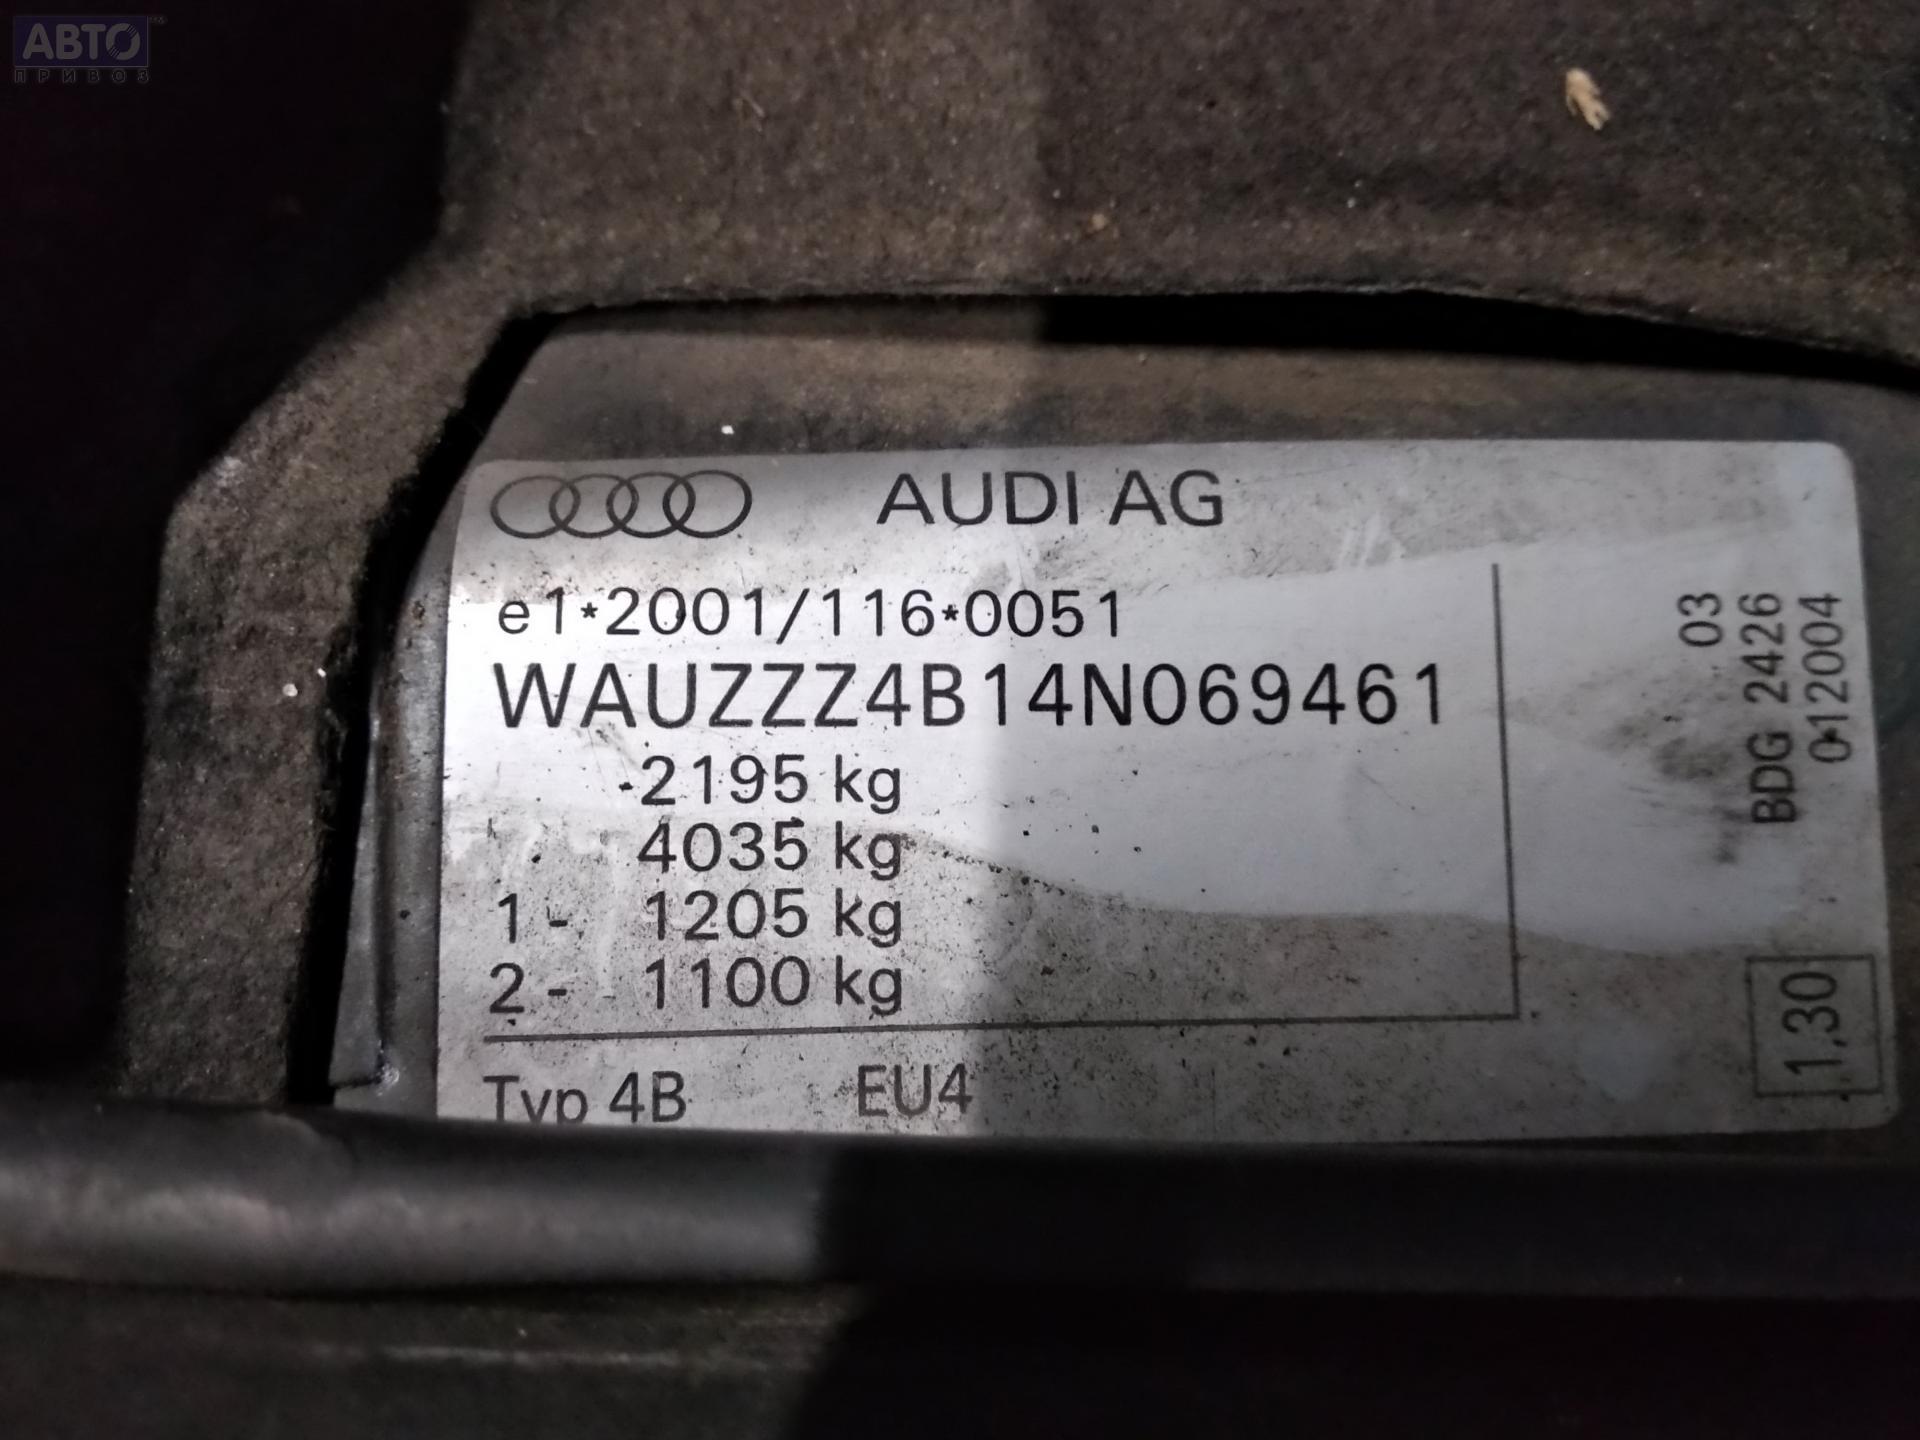 АВТО
ПРИВОЗ
AUDI AG
e1*2001/116*0051
WAUZZZ4B14N069461
2195 kg
4035 kg
1- 1205 kg
2- 1100 kg
Typ 4B EU4
03
BDG 2426
012004
1,30